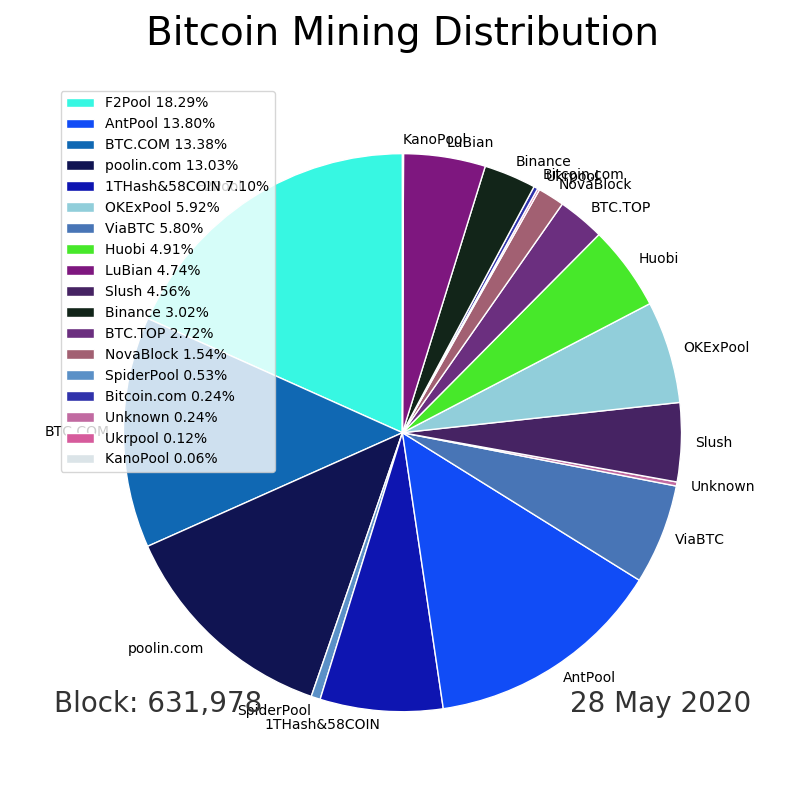 Bitcoin Mining Distribution
F2Pool 18.29%
AntPool 13.80%
BTC.COM 13.38%
poolin.com 13.03%
1THash&58COIN 7.10%
OKExPool 5.92%
ViaBTC 5.80%
Huobi 4.91%
LuBian 4.74%
Slush 4.56%
Binance 3.02%
BTC.TOP 2.72%
NovaBlock 1.54%
SpiderPool 0.53%
Bitcoin.com 0.24%
Unknown 0.24%
Ukrpool 0.12%
KanoPool 0.06%
KanoPool
LuBian
Binance
Bitcoin.com
Ukrpool
NovaBlock
BTC.TOP
Huobi
OKExPool
Slush
Unknown
ViaBTC
AntPool
1THash&58COIN
SpiderPool
poolin.com
BTC.COM
F2Pool
Block: 631,978
28 May 2020